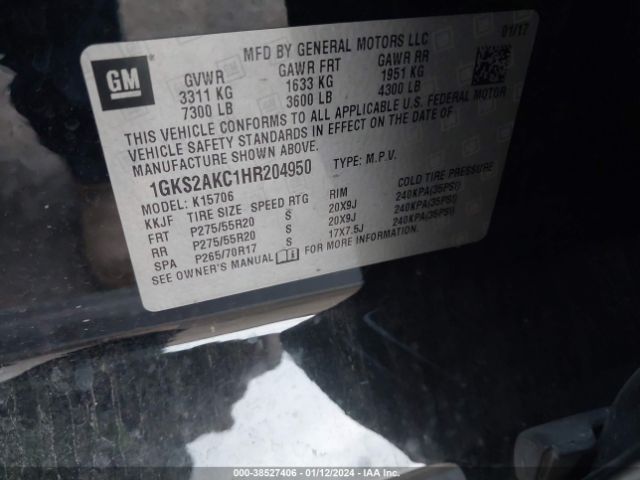 GM
MFD BY GENERAL MOTORS LLC 01/17
GVWR GAWR FRT GAWR RR
3311 KG 1633 KG 1951 KG
7300 LB 3600 LB 4300 LB
THIS VEHICLE CONFORMS TO ALL APPLICABLE U.S. FEDERAL MOTOR
VEHICLE SAFETY STANDARDS IN EFFECT ON THE DATE OF
MANUFACTURE SHOWN ABOVE.
1GKS2AKC1HR204950 TYPE: M.P.V.
MODEL: K15706
KKJF TIRE SIZE SPEED RTG RIM COLD TIRE PRESSURE
FRT P275/55R20 S 20X9J 240KPA(35PSI)
RR P275/55R20 S 20X9J 240KPA(35PSI)
SPA P265/70R17 S 17X7.5J 240KPA(35PSI)
SEE OWNER'S MANUAL FOR MORE INFORMATION.
000-38527406 — 01/12/2024 — IAA Inc.